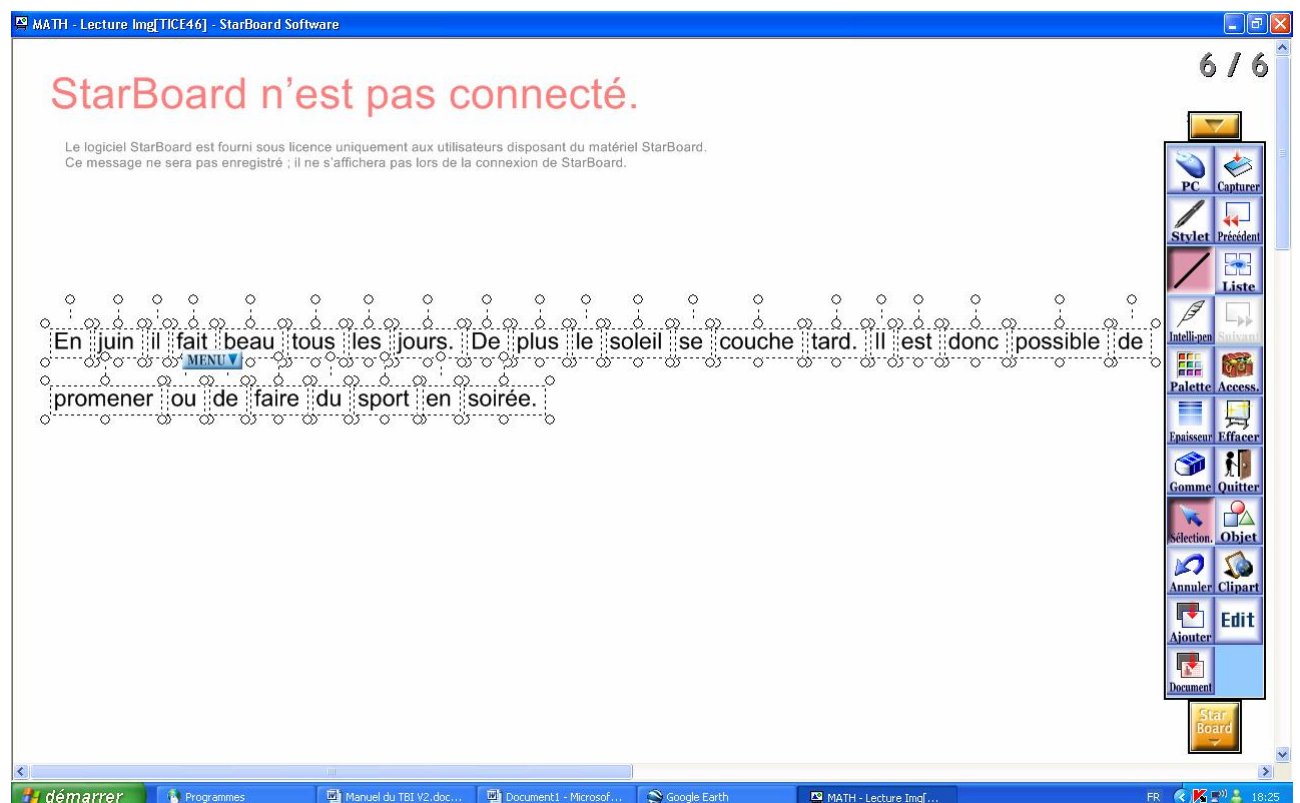 MATH - Lecture Img[TICE46] - StarBoard Software
6 / 6
StarBoard n'est pas connecté.
Le logiciel StarBoard est fourni sous licence uniquement aux utilisateurs disposant du matériel StarBoard.
Ce message ne sera pas enregistré ; il ne s'affichera pas lors de la connexion de StarBoard.
En juin il fait beau tous les jours. De plus le soleil se couche tard. Il est donc possible de
MENU
promener ou de faire du sport en soirée.
PC Capturer
Stylet Précédent
Liste
Intelli-pen Suivant
Palette Access.
Epaisseur Effacer
Gomme Quitter
Sélection. Objet
Annuler Clipart
Ajouter Edit
Document
Star
Board
démarrer Programmes Manuel du TBI V2.doc... Document1 - Microsof... Google Earth MATH - Lecture Img[... FR 18:25